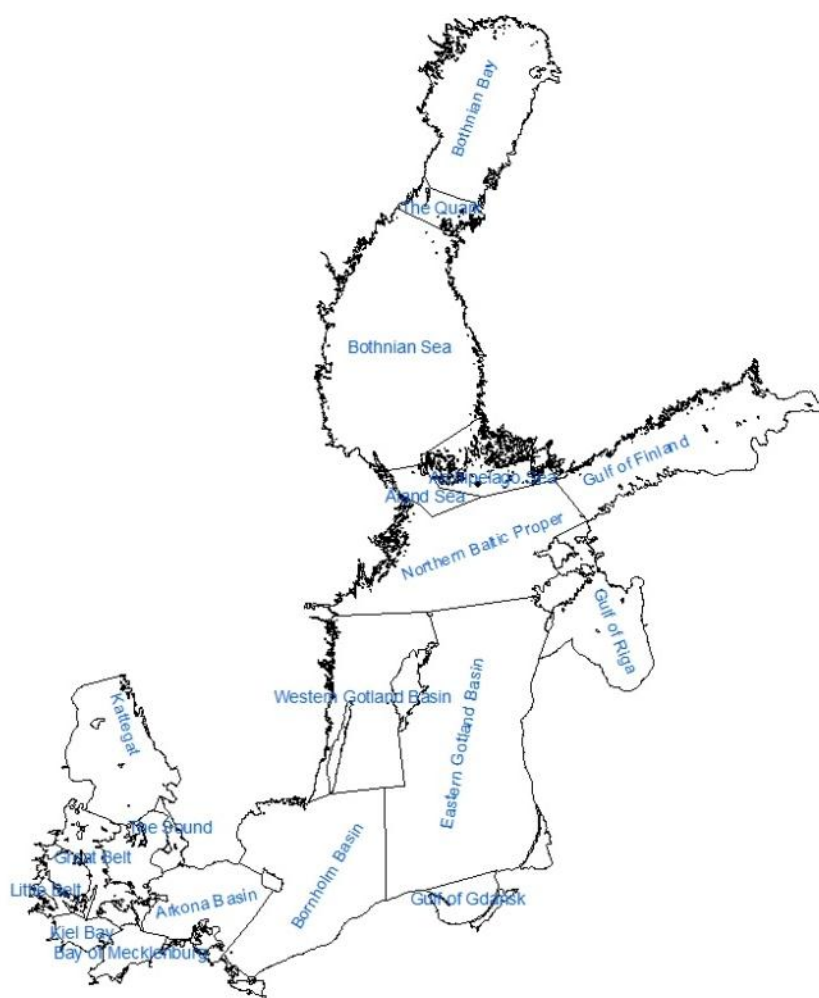 Bothnian Bay
The Quark
Bothnian Sea
Gulf of Finland
Archipelago Sea
Aland Sea
Northern Baltic Proper
Gulf of Riga
Western Gotland Basin
Eastern Gotland Basin
Kattegat
The Sound
Great Belt
Little Belt
Arkona Basin
Bornholm Basin
Gulf of Gdansk
Kiel Bay
Bay of Mecklenburg